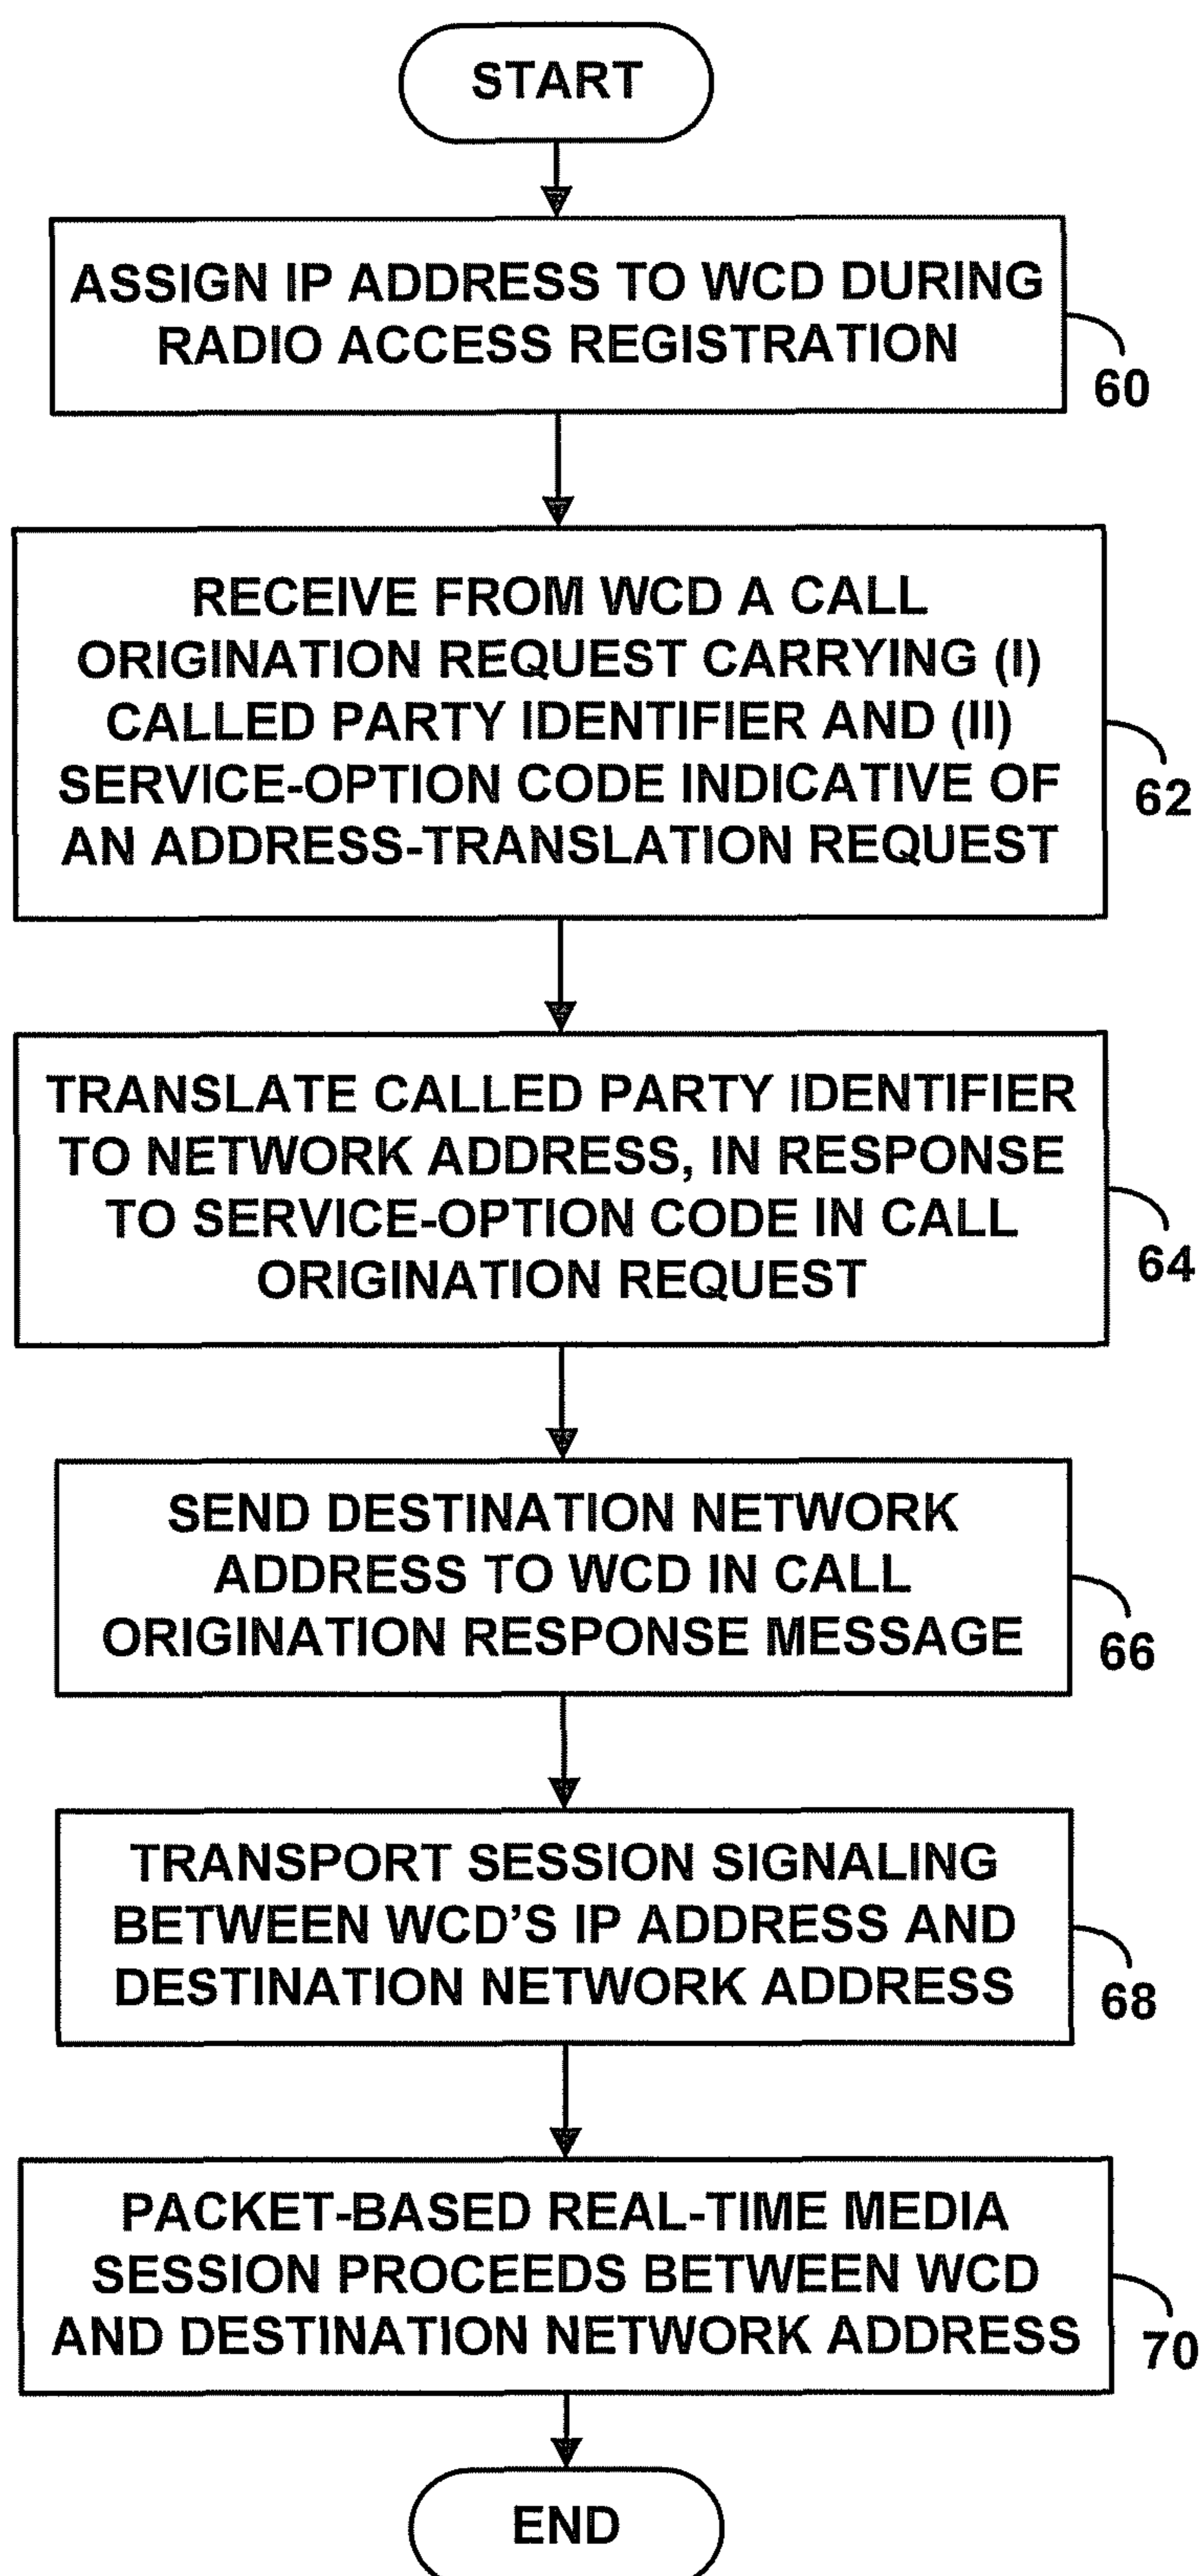 START
ASSIGN IP ADDRESS TO WCD DURING
RADIO ACCESS REGISTRATION
60
RECEIVE FROM WCD A CALL
ORIGINATION REQUEST CARRYING (I)
CALLED PARTY IDENTIFIER AND (II)
SERVICE-OPTION CODE INDICATIVE OF
AN ADDRESS-TRANSLATION REQUEST
62
TRANSLATE CALLED PARTY IDENTIFIER
TO NETWORK ADDRESS, IN RESPONSE
TO SERVICE-OPTION CODE IN CALL
ORIGINATION REQUEST
64
SEND DESTINATION NETWORK
ADDRESS TO WCD IN CALL
ORIGINATION RESPONSE MESSAGE
66
TRANSPORT SESSION SIGNALING
BETWEEN WCD'S IP ADDRESS AND
DESTINATION NETWORK ADDRESS
68
PACKET-BASED REAL-TIME MEDIA
SESSION PROCEEDS BETWEEN WCD
AND DESTINATION NETWORK ADDRESS
70
END